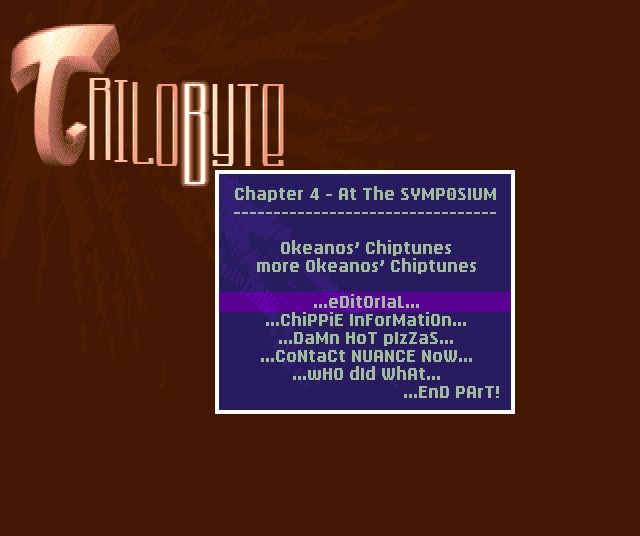 TRILOBYTE
Chapter 4 - At The SYMPOSIUM
---------------------------------
Okeanos' Chiptunes
more Okeanos' Chiptunes
...eDitOrIaL...
...ChiPPiE InForMatiOn...
...DaMn HoT pIzZaS...
...CoNtaCt NUANCE NoW...
...wHO dId WhAt...
...EnD PArT!